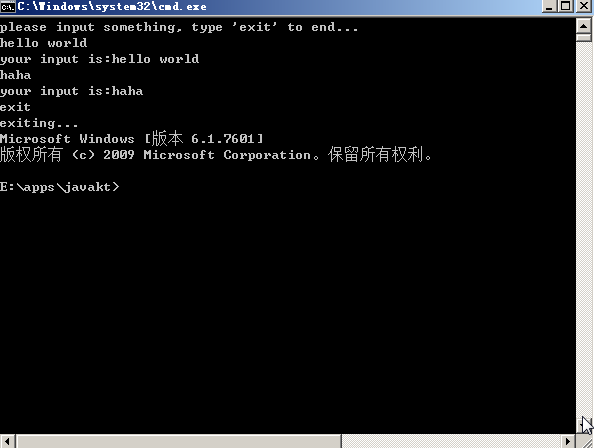 C:\Windows\system32\cmd.exe
please input something, type 'exit' to end...
hello world
your input is:hello world
haha
your input is:haha
exit
exiting...
Microsoft Windows [版本 6.1.7601]
版权所有 (c) 2009 Microsoft Corporation。保留所有权利。
E:\apps\javakt>